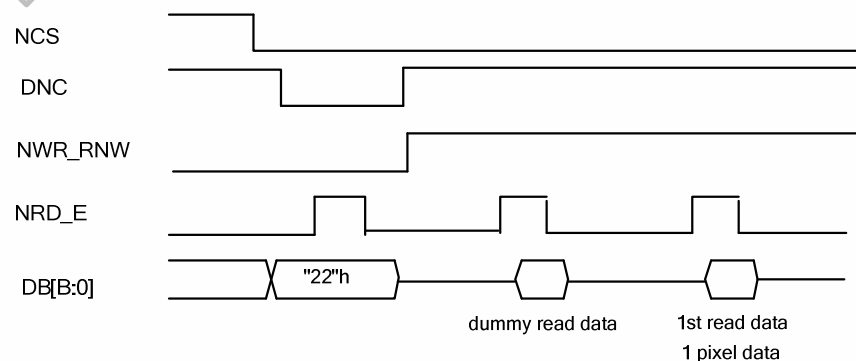 NCS
DNC
NWR_RNW
NRD_E
DB[B:0]
"22"h
dummy read data
1st read data
1 pixel data